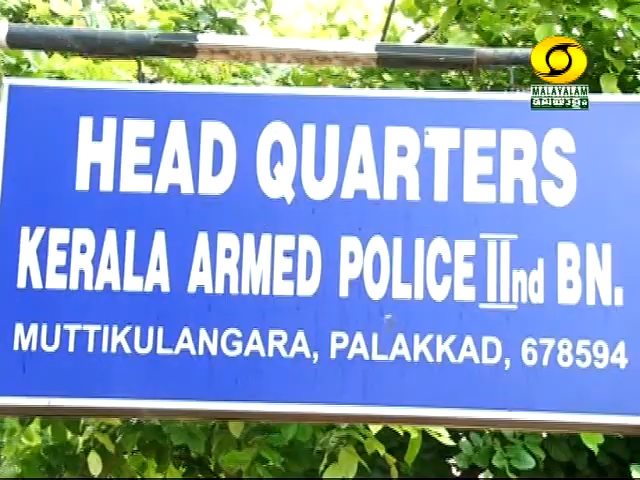 MALAYALAM
മലയാളം
HEAD QUARTERS
KERALA ARMED POLICE IInd BN.
MUTTIKULANGARA, PALAKKAD, 678594